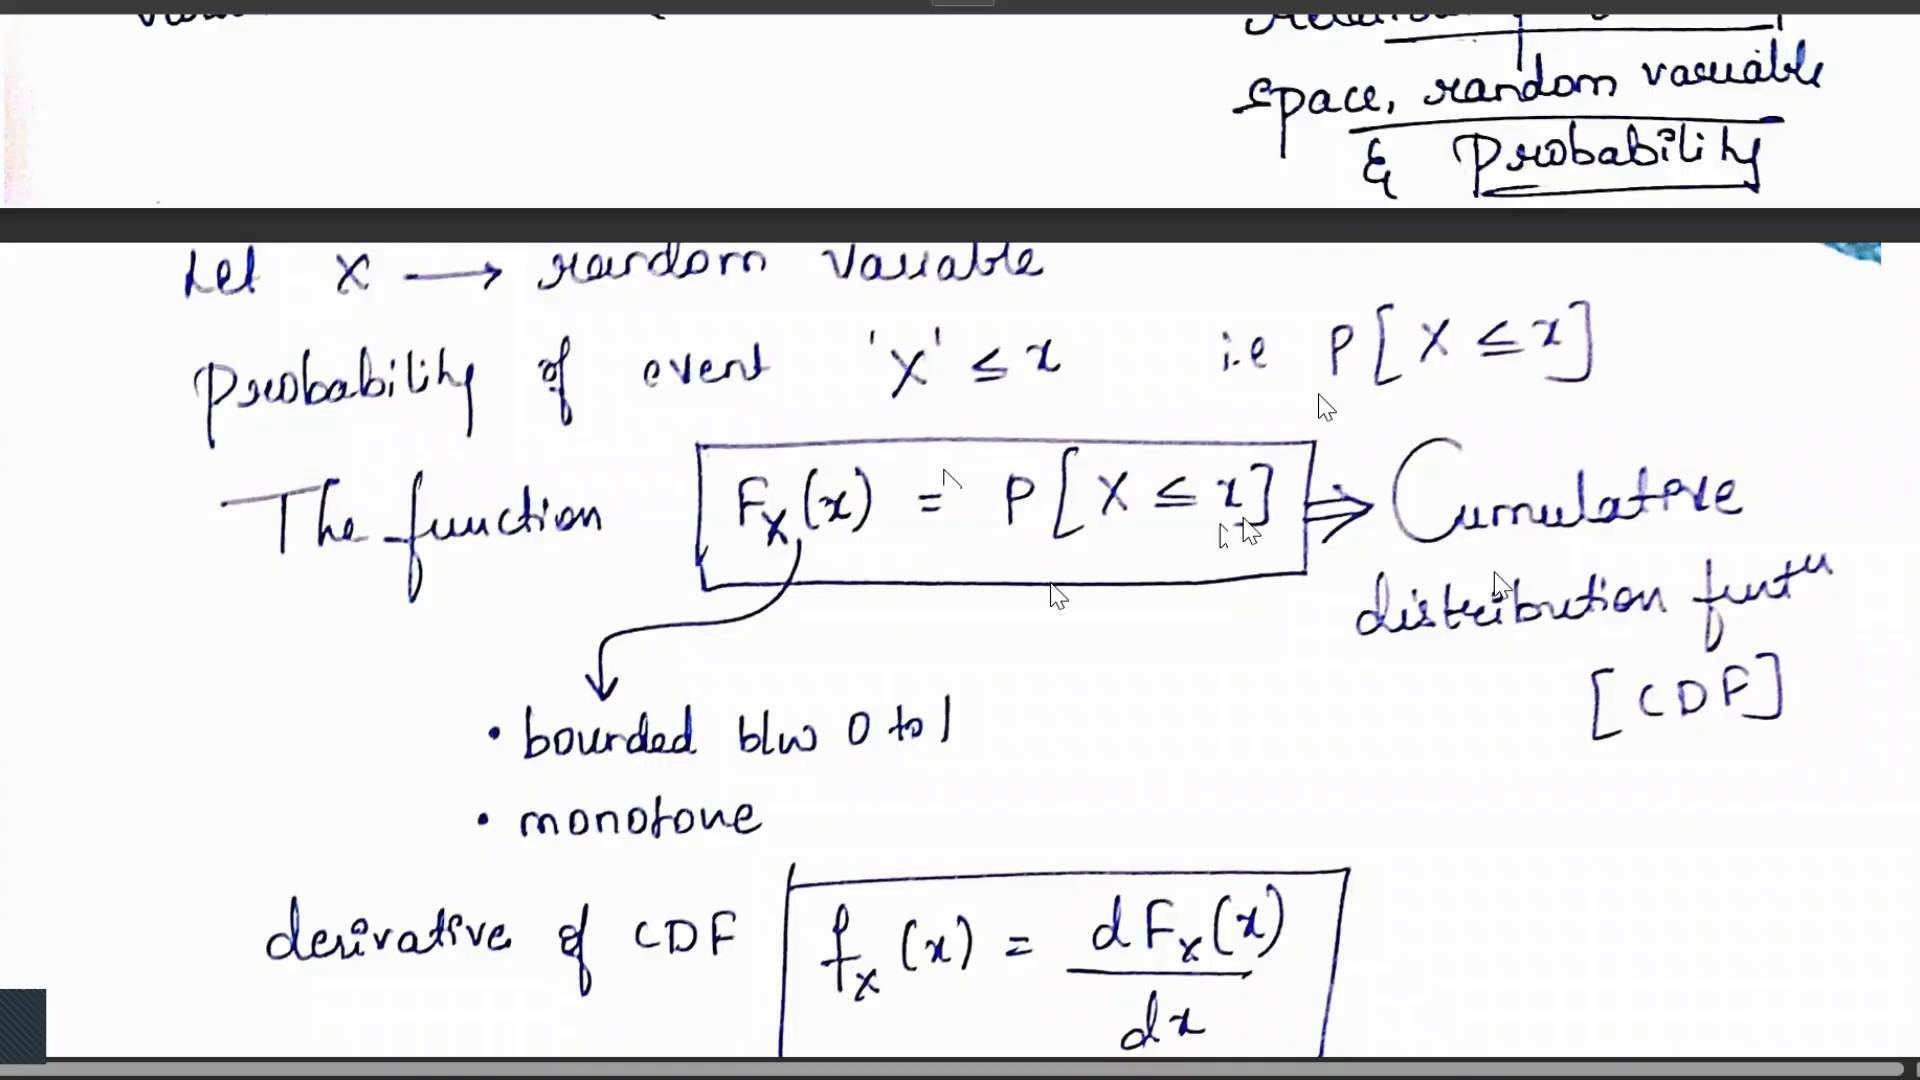 space, random variable
& Probability
Let X → random variable
Probability of event 'X' ≤ x i.e P[X ≤ x]
The function F_X(x) = P[X ≤ x] ⇒ Cumulative
distribution functⁿ
[CDF]
• bounded b/w 0 to 1
• monotone
derivative of CDF f_X(x) = dF_X(x)
dx